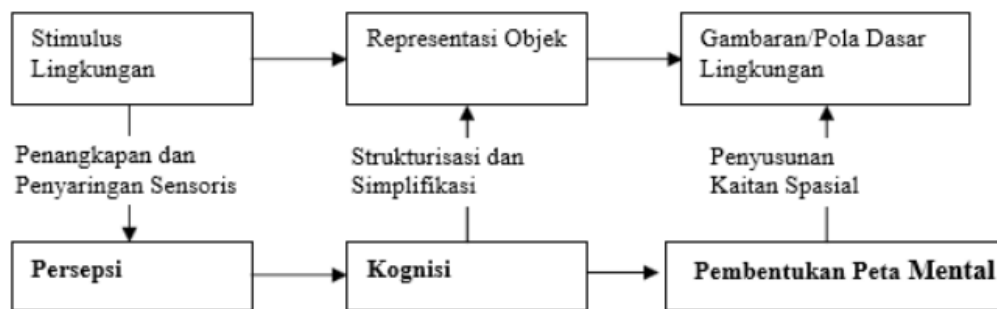 Stimulus
Lingkungan
Representasi Objek
Gambaran/Pola Dasar
Lingkungan
Penangkapan dan
Penyaringan Sensoris
Strukturisasi dan
Simplifikasi
Penyusunan
Kaitan Spasial
Persepsi
Kognisi
Pembentukan Peta Mental